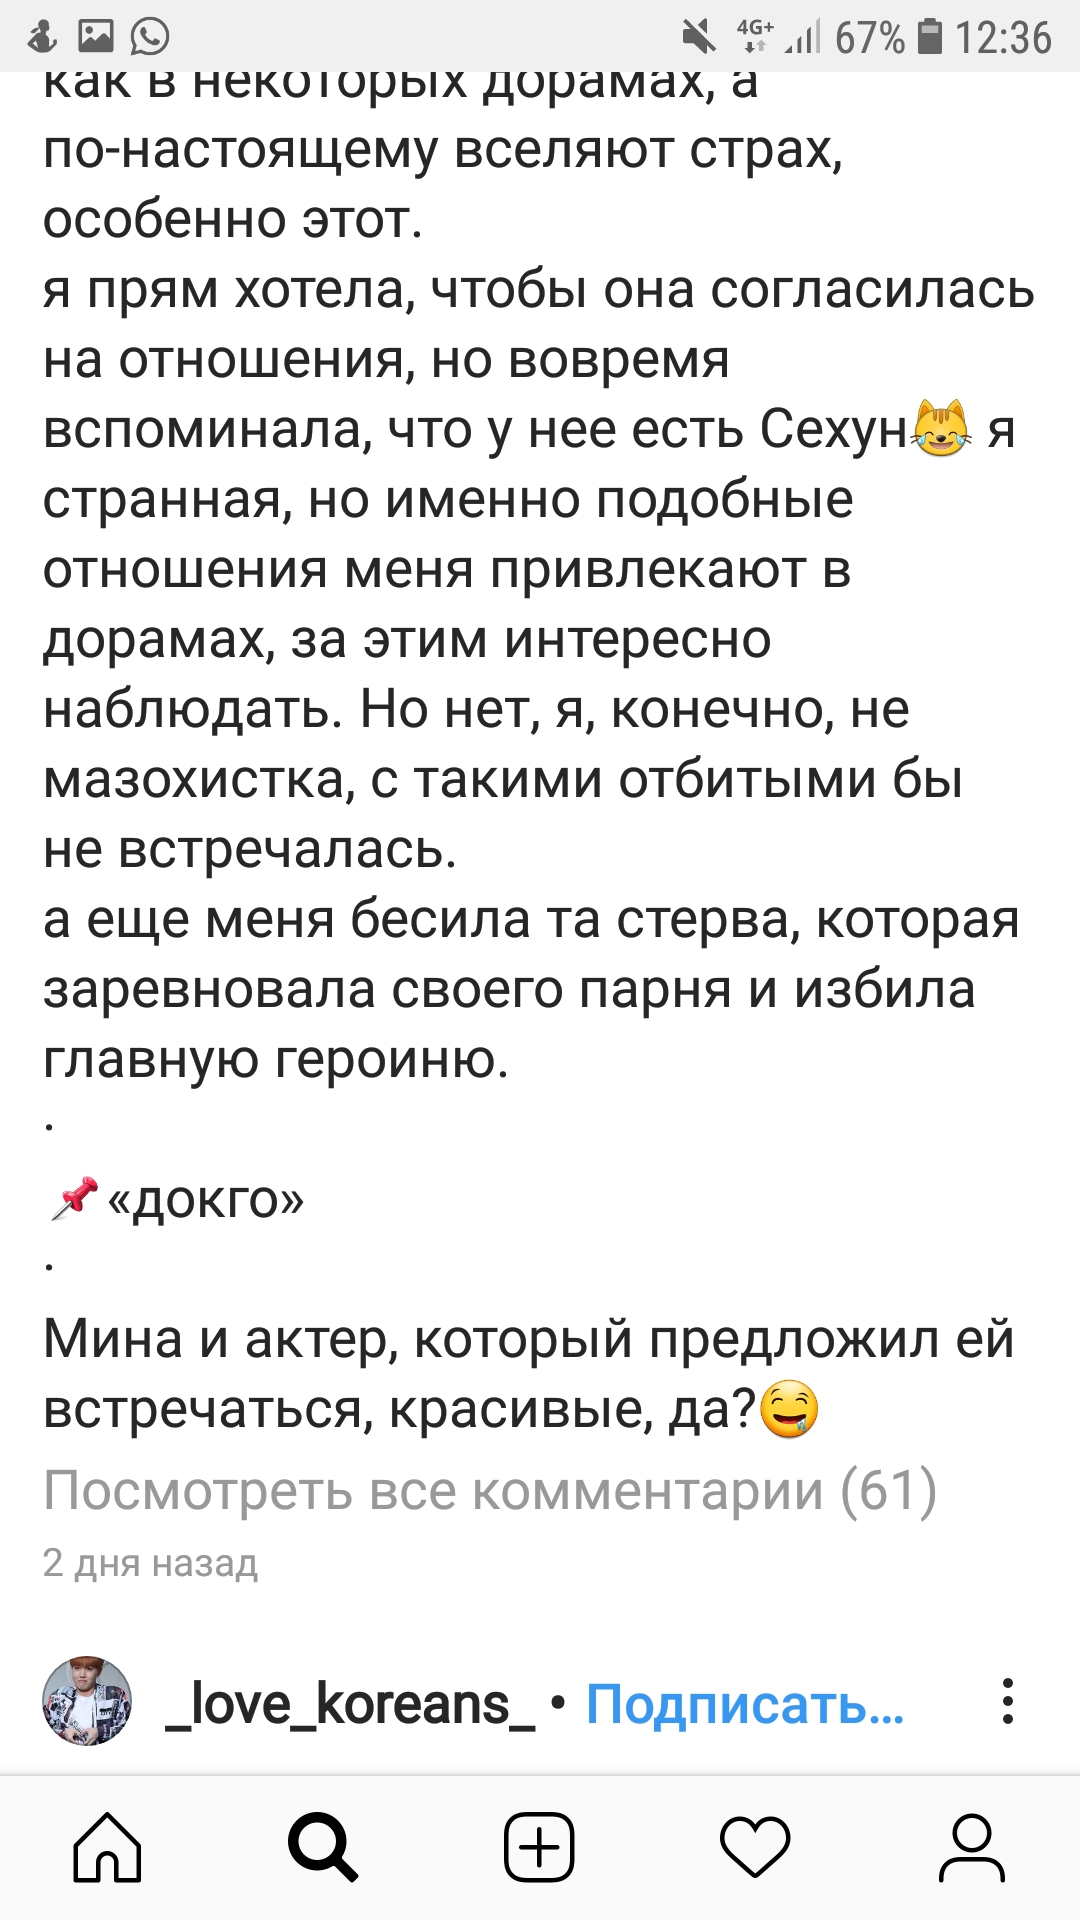 4G+ 67% 12:36
как в некоторых дорамах, а
по-настоящему вселяют страх,
особенно этот.
я прям хотела, чтобы она согласилась
на отношения, но вовремя
вспоминала, что у нее есть Сехун😹 я
странная, но именно подобные
отношения меня привлекают в
дорамах, за этим интересно
наблюдать. Но нет, я, конечно, не
мазохистка, с такими отбитыми бы
не встречалась.
а еще меня бесила та стерва, которая
заревновала своего парня и избила
главную героиню.
.
📌«докго»
.
Мина и актер, который предложил ей
встречаться, красивые, да?🤤
Посмотреть все комментарии (61)
2 дня назад
_love_koreans_ • Подписать...